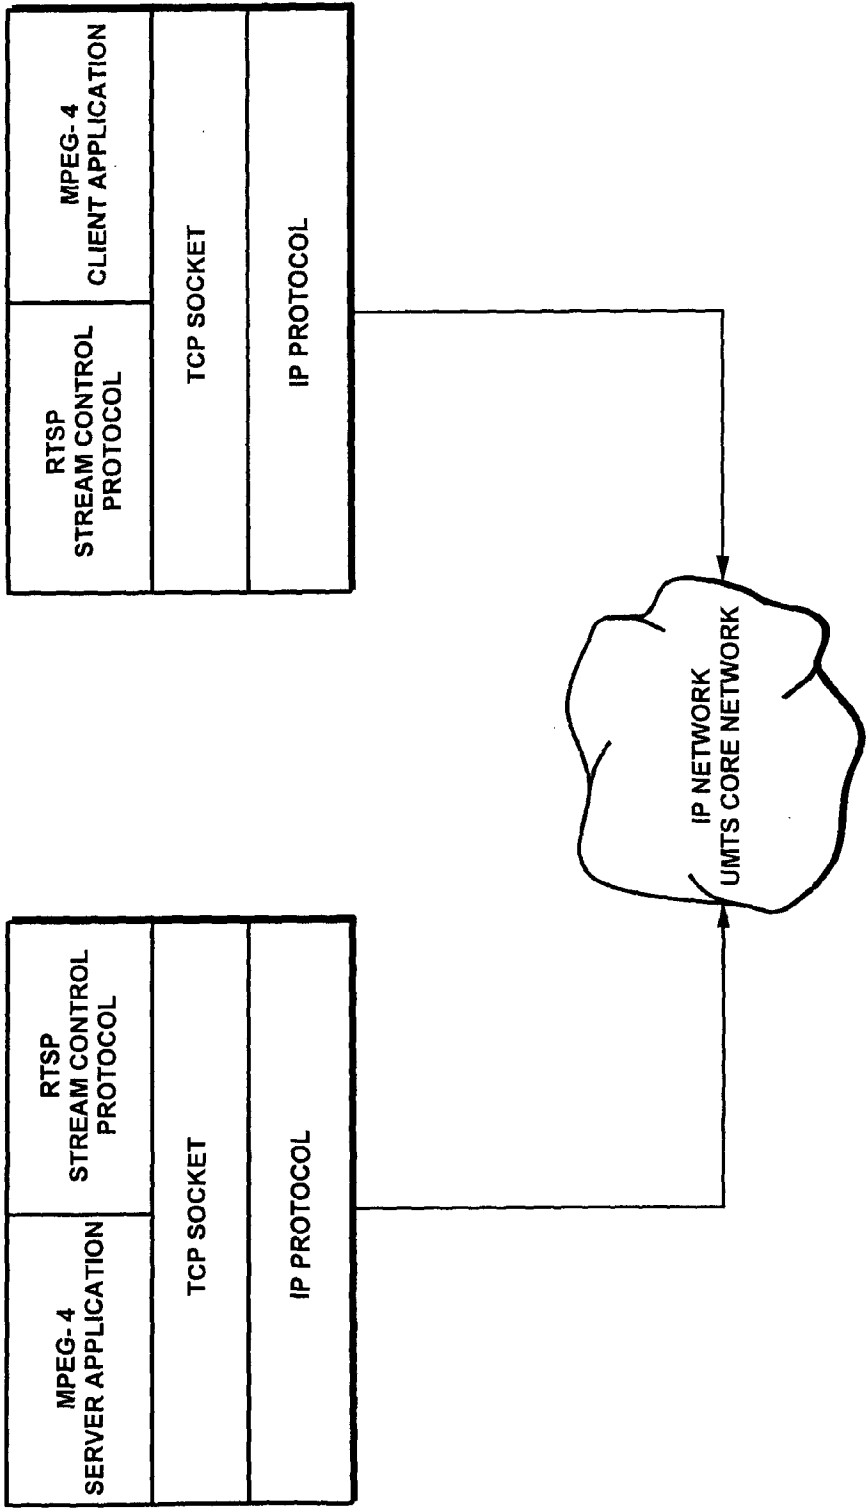 MPEG-4
SERVER APPLICATION
RTSP
STREAM CONTROL
PROTOCOL
TCP SOCKET
IP PROTOCOL
RTSP
STREAM CONTROL
PROTOCOL
MPEG-4
CLIENT APPLICATION
TCP SOCKET
IP PROTOCOL
IP NETWORK
UMTS CORE NETWORK